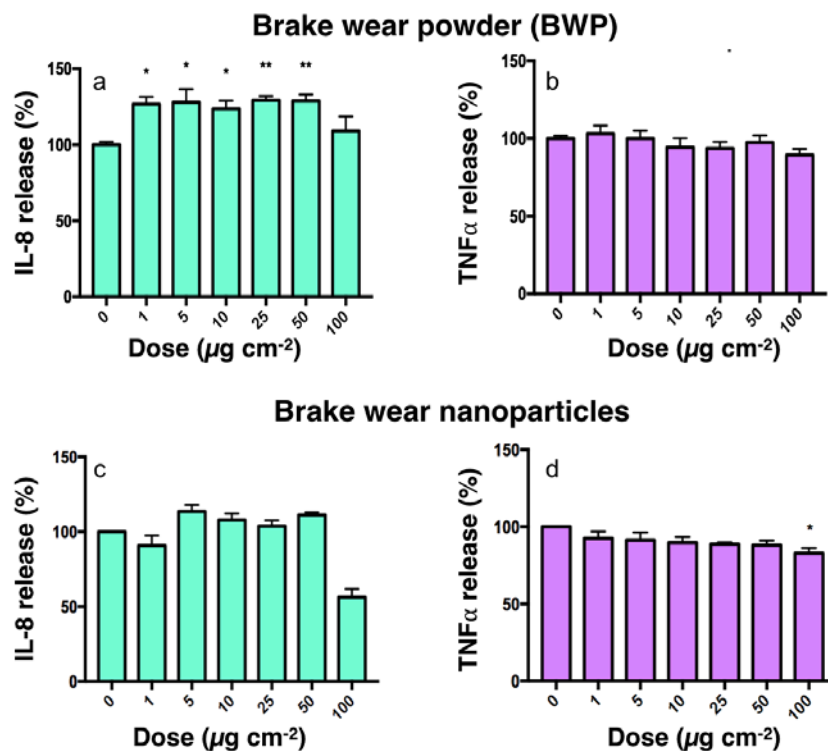 Brake wear powder (BWP)
a
* * * ** **
150
100
50
0
IL-8 release (%)
0 1 5 10 25 50 100
Dose (µg cm-2)
b
150
100
50
0
TNFα release (%)
0 1 5 10 25 50 100
Dose (µg cm-2)
Brake wear nanoparticles
c
150
100
50
0
IL-8 release (%)
0 1 5 10 25 50 100
Dose (µg cm-2)
d
*
150
100
50
0
TNFα release (%)
0 1 5 10 25 50 100
Dose (µg cm-2)